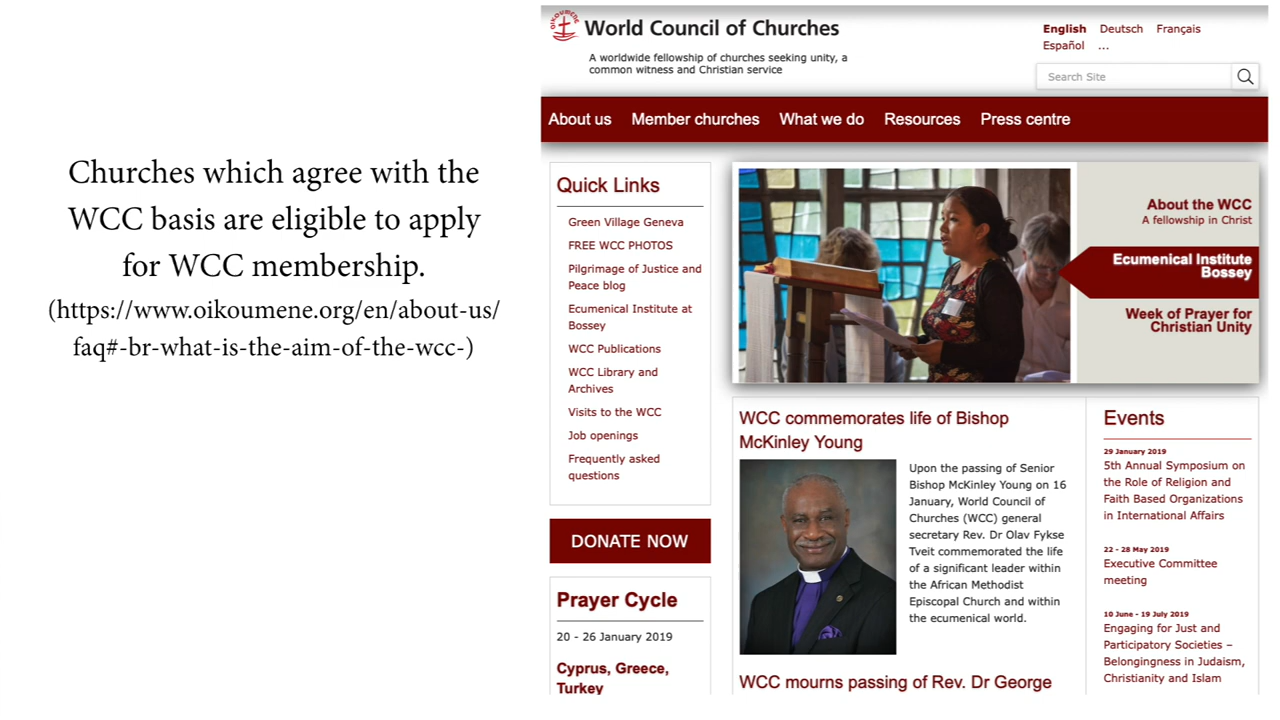 Churches which agree with the
WCC basis are eligible to apply
for WCC membership.
(https://www.oikoumene.org/en/about-us/
faq#-br-what-is-the-aim-of-the-wcc-)
OIKOUMENE
World Council of Churches
A worldwide fellowship of churches seeking unity, a
common witness and Christian service
English Deutsch Français
Español ...
Search Site
About us Member churches What we do Resources Press centre
Quick Links
Green Village Geneva
FREE WCC PHOTOS
Pilgrimage of Justice and
Peace blog
Ecumenical Institute at
Bossey
WCC Publications
WCC Library and
Archives
Visits to the WCC
Job openings
Frequently asked
questions
DONATE NOW
Prayer Cycle
20 - 26 January 2019
Cyprus, Greece,
Turkey
About the WCC
A fellowship in Christ
Ecumenical Institute
Bossey
Week of Prayer for
Christian Unity
WCC commemorates life of Bishop
McKinley Young
Upon the passing of Senior
Bishop McKinley Young on 16
January, World Council of
Churches (WCC) general
secretary Rev. Dr Olav Fykse
Tveit commemorated the life
of a significant leader within
the African Methodist
Episcopal Church and within
the ecumenical world.
WCC mourns passing of Rev. Dr George
Events
29 January 2019
5th Annual Symposium on
the Role of Religion and
Faith Based Organizations
in International Affairs
22 - 28 May 2019
Executive Committee
meeting
10 June - 19 July 2019
Engaging for Just and
Participatory Societies –
Belongingness in Judaism,
Christianity and Islam